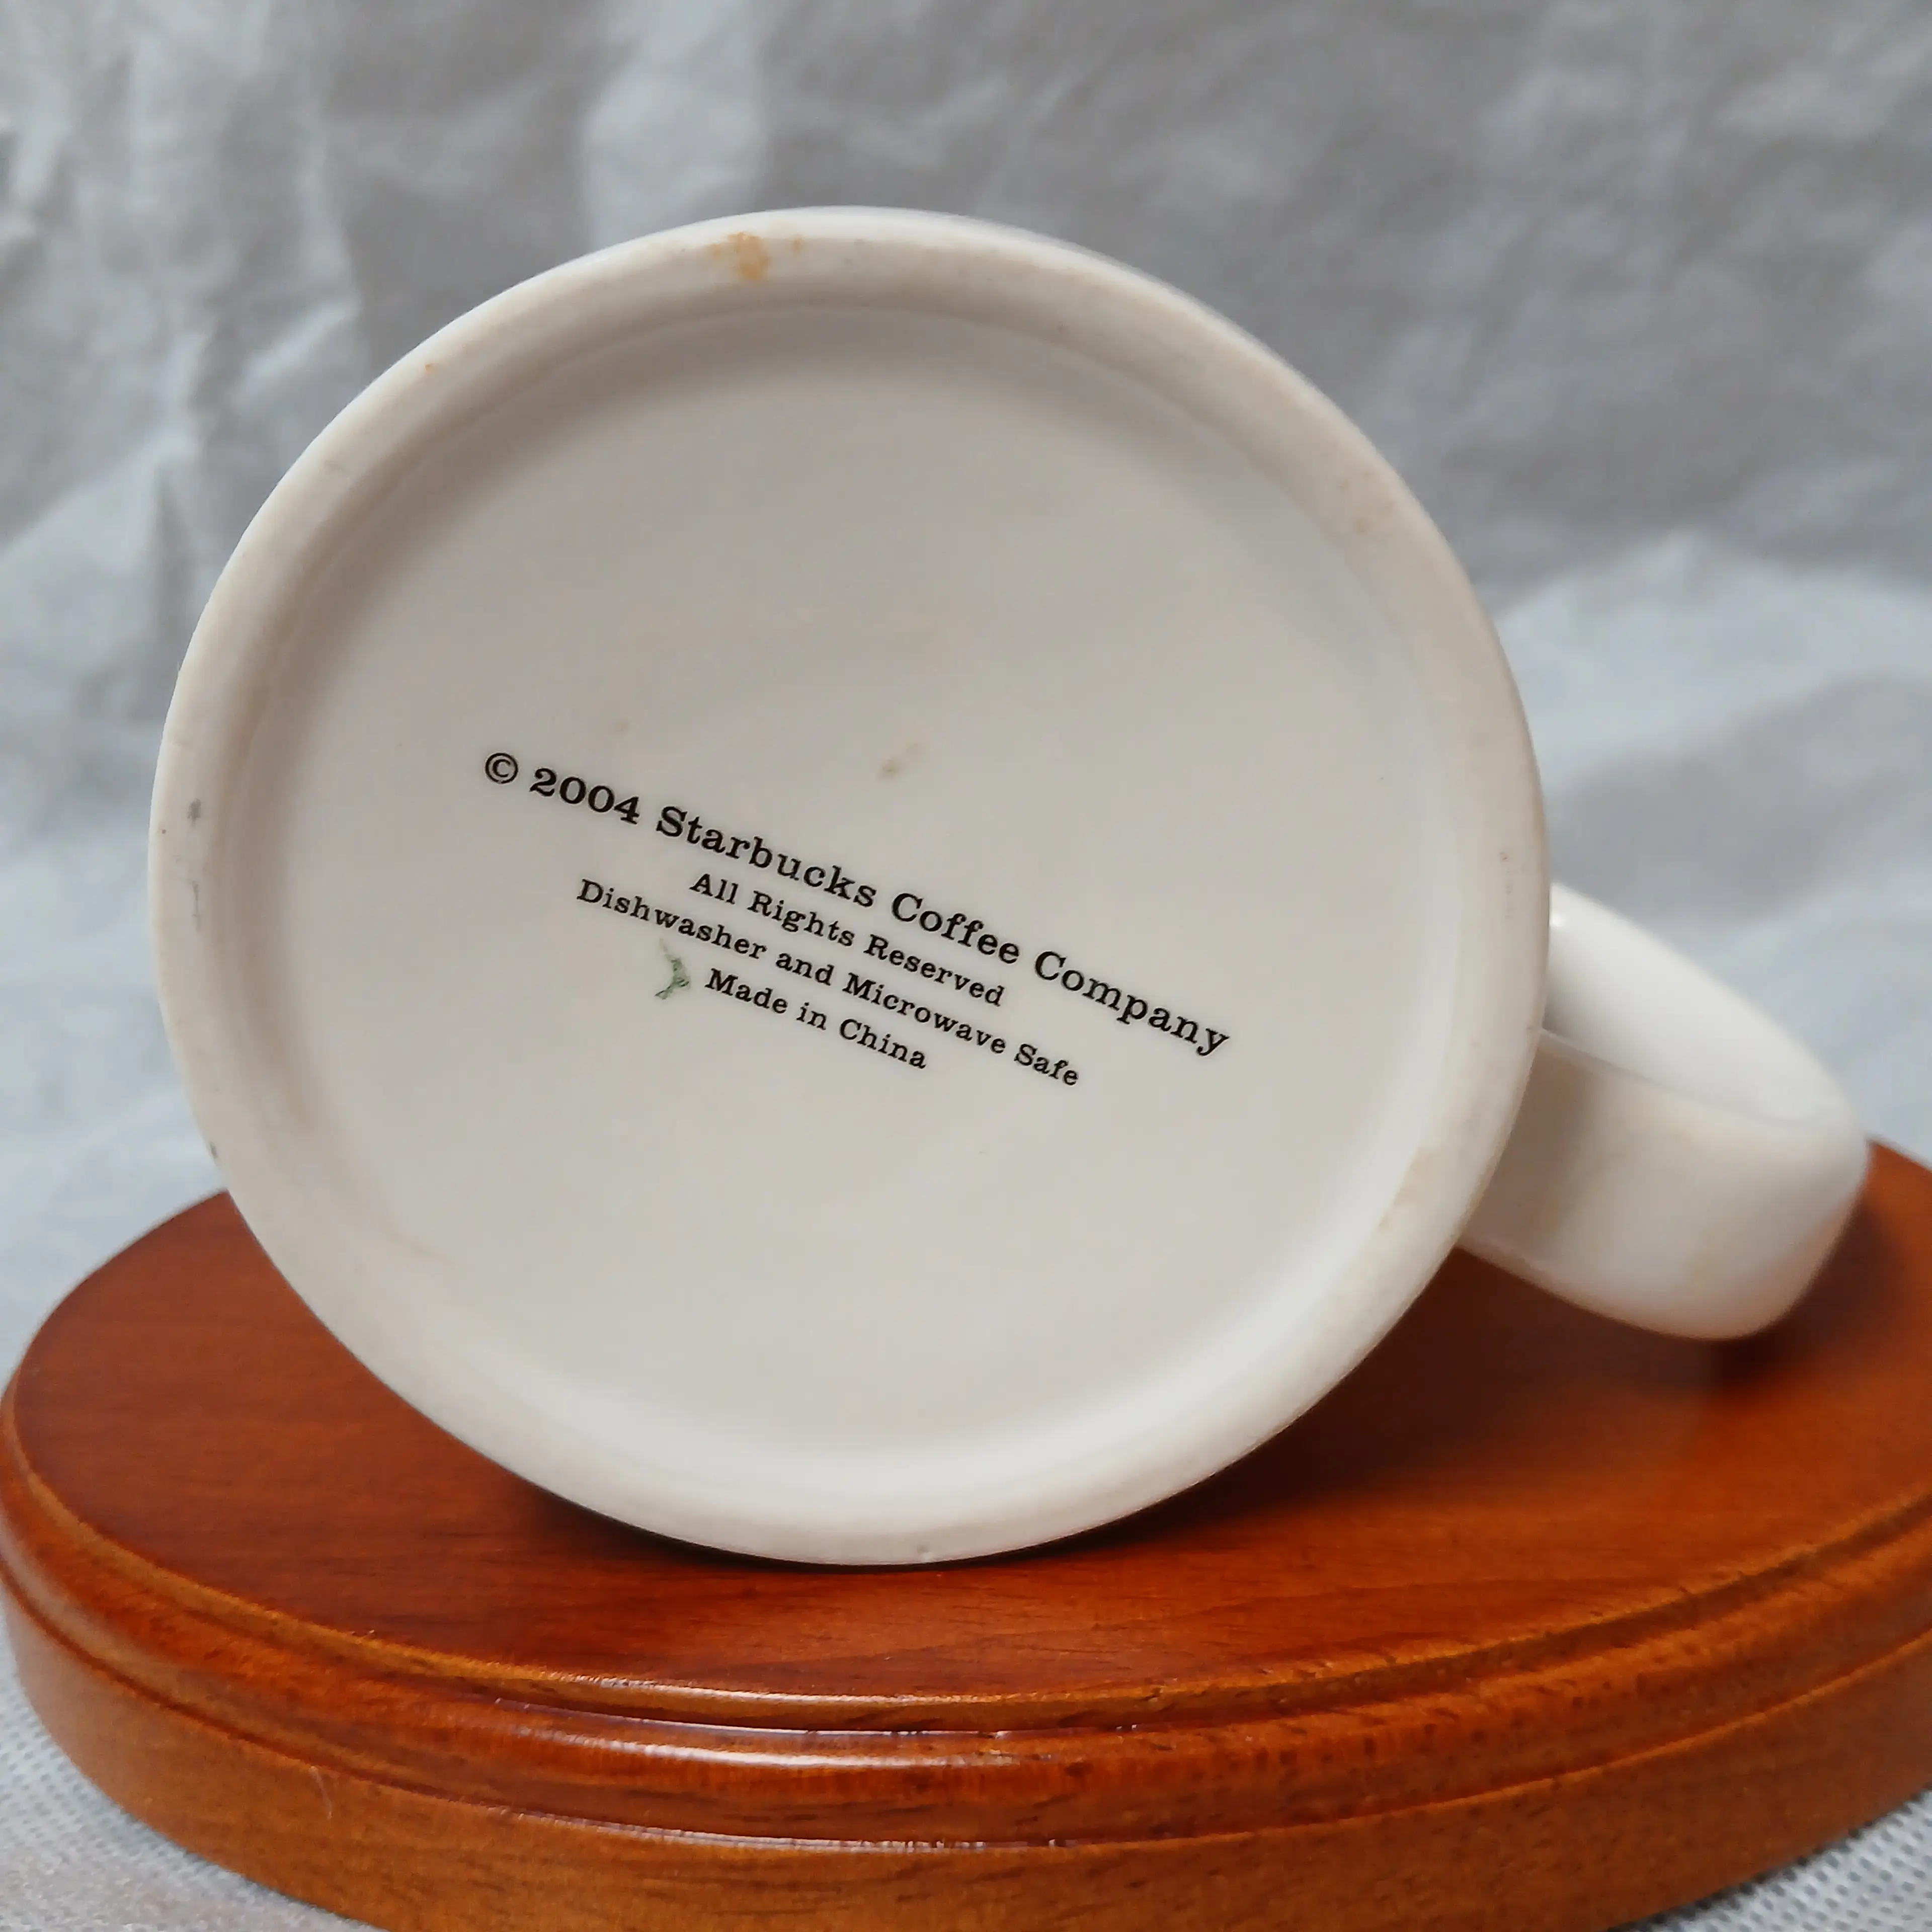 © 2004 Starbucks Coffee Company
All Rights Reserved
Dishwasher and Microwave Safe
Made in China